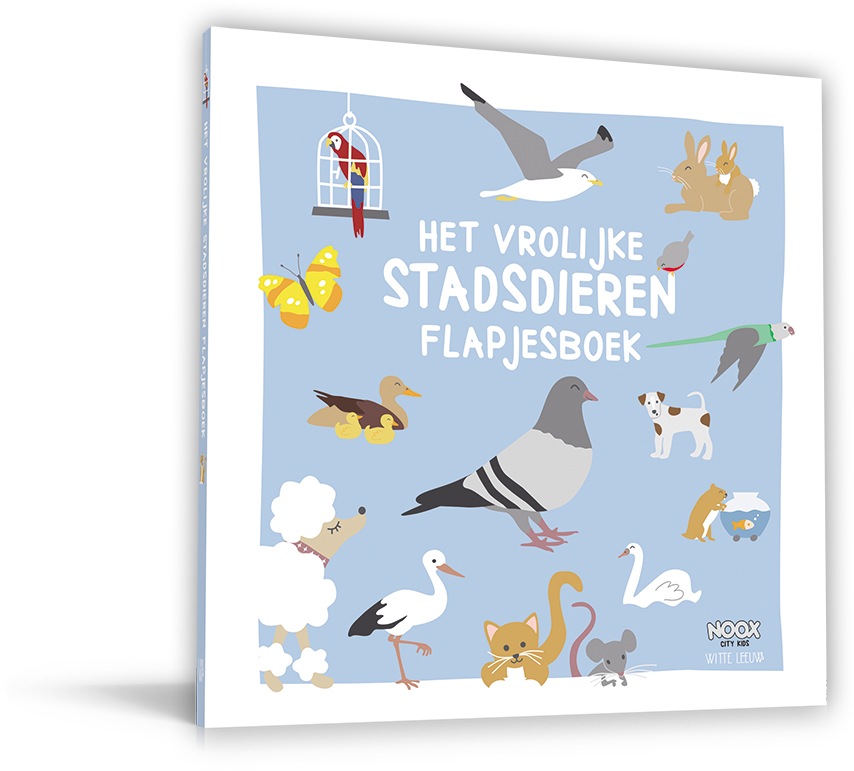 HET VROLIJKE
STADSDIEREN
FLAPJESBOEK
NOOX
CITY KIDS
WITTE LEEUW
HET VROLIJKE STADSDIEREN FLAPJESBOEK